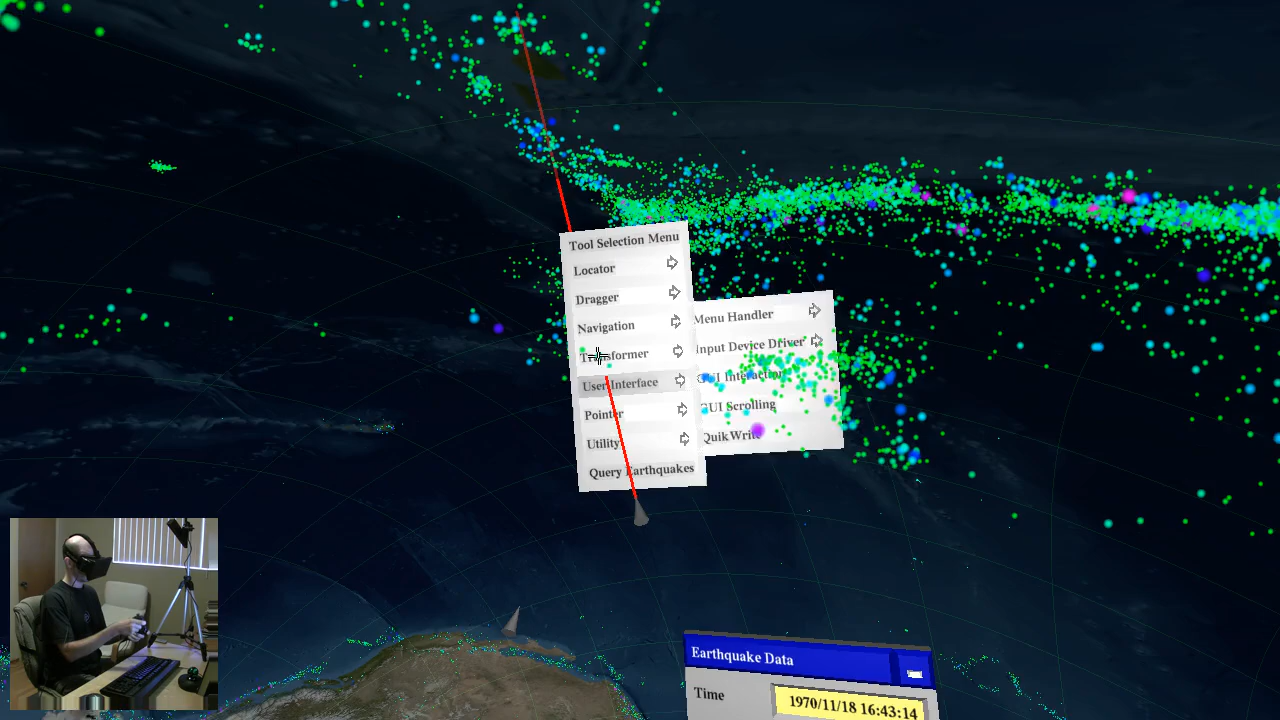 Tool Selection Menu
Locator
Dragger
Navigation
Transformer
User Interface
Pointer
Utility
Query Earthquakes
Menu Handler
Input Device Driver
GUI Interaction
GUI Scrolling
QuikWrite
Earthquake Data
Time
1970/11/18 16:43:14